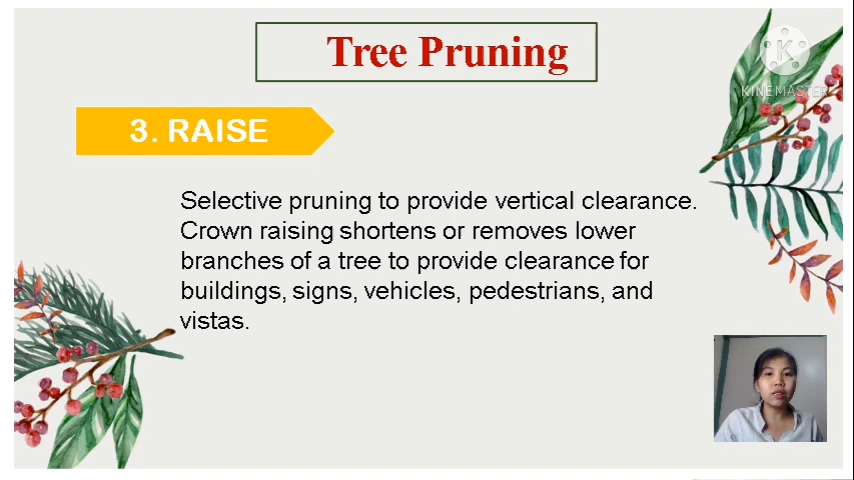 Tree Pruning
K
KINEMASTER
3. RAISE
Selective pruning to provide vertical clearance.
Crown raising shortens or removes lower
branches of a tree to provide clearance for
buildings, signs, vehicles, pedestrians, and
vistas.